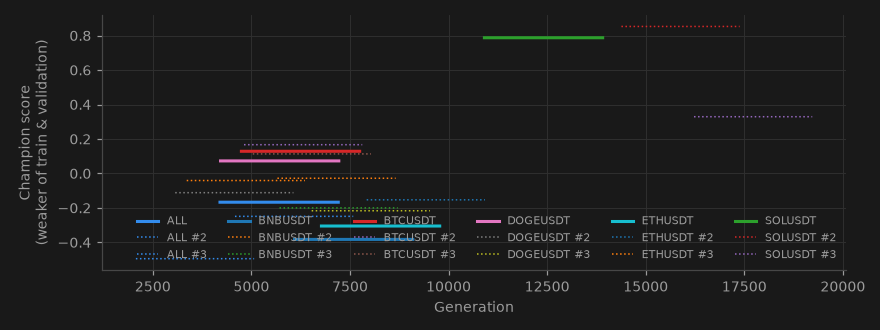 Champion score
(weaker of train & validation)
0.8
0.6
0.4
0.2
0.0
−0.2
−0.4
ALL BNBUSDT BTCUSDT DOGEUSDT ETHUSDT SOLUSDT
ALL #2 BNBUSDT #2 BTCUSDT #2 DOGEUSDT #2 ETHUSDT #2 SOLUSDT #2
ALL #3 BNBUSDT #3 BTCUSDT #3 DOGEUSDT #3 ETHUSDT #3 SOLUSDT #3
2500 5000 7500 10000 12500 15000 17500 20000
Generation